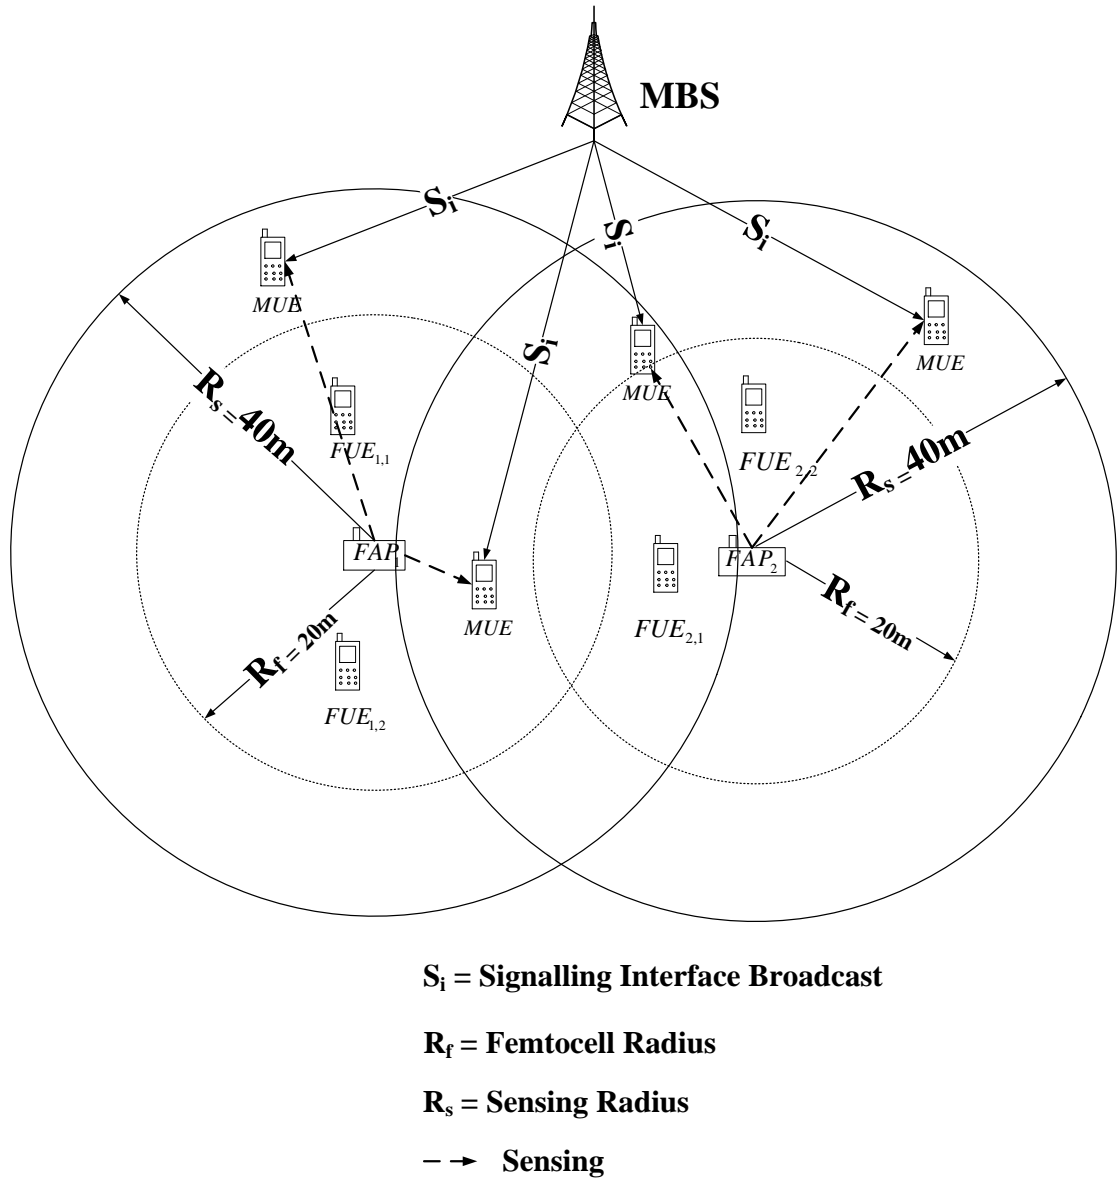 MBS
Si
Si
Si
Si
MUE
MUE
MUE
Rs = 40m
FUE1,1
FUE2,2
Rs = 40m
FAP1
FAP2
MUE
FUE2,1
Rf = 20m
Rf = 20m
FUE1,2
Si = Signalling Interface Broadcast
Rf = Femtocell Radius
Rs = Sensing Radius
Sensing